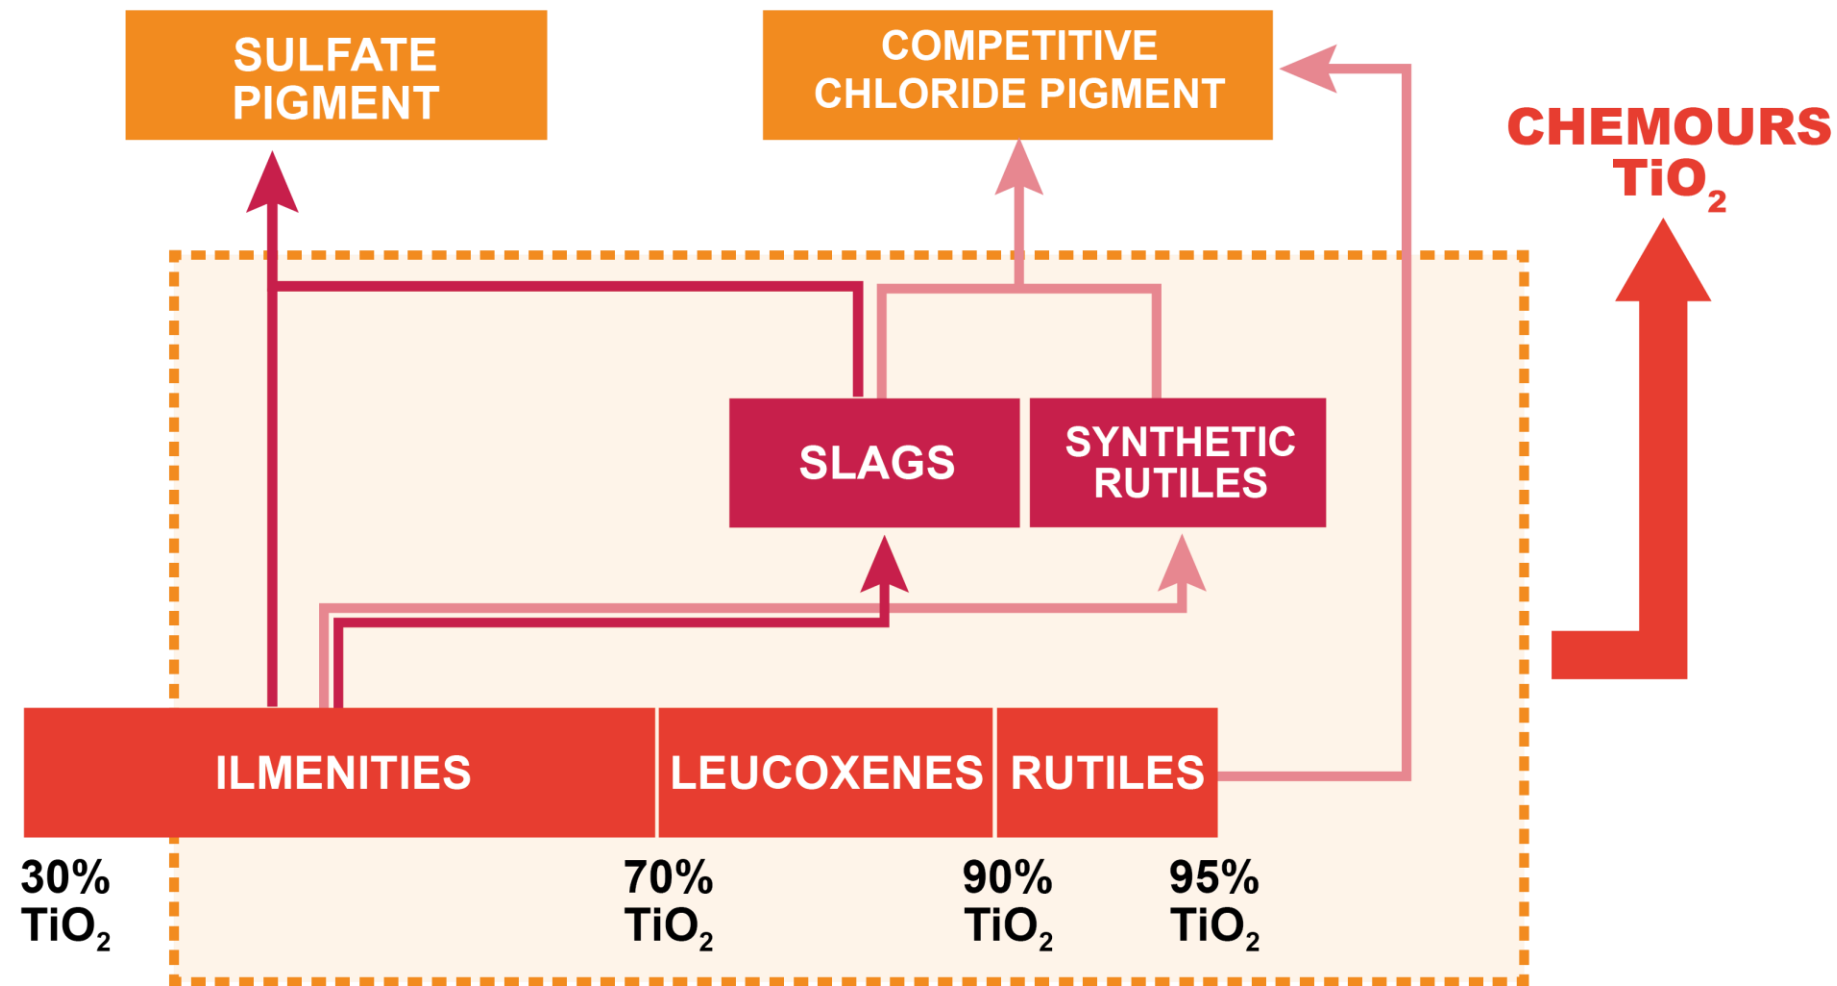 SULFATE
PIGMENT
COMPETITIVE
CHLORIDE PIGMENT
CHEMOURS
TiO₂
SLAGS
SYNTHETIC
RUTILES
ILMENITIES
LEUCOXENES
RUTILES
30%
TiO₂
70%
TiO₂
90%
TiO₂
95%
TiO₂